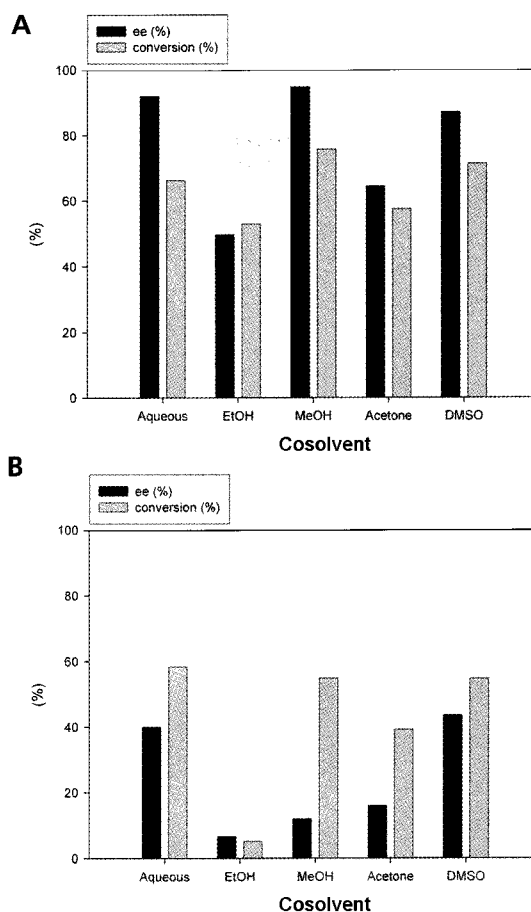 A
ee (%)
conversion (%)
100
80
60
40
20
0
(%)
Aqueous EtOH MeOH Acetone DMSO
Cosolvent
B
ee (%)
conversion (%)
100
80
60
40
20
0
(%)
Aqueous EtOH MeOH Acetone DMSO
Cosolvent